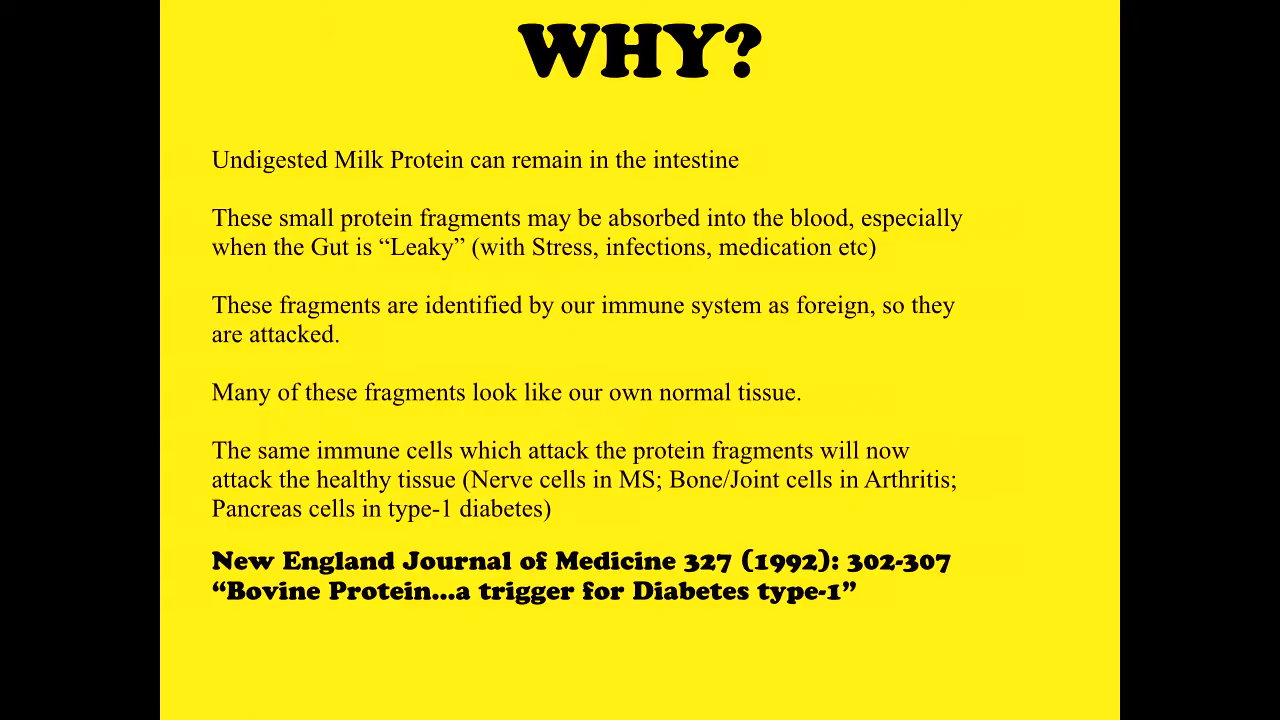 WHY?
Undigested Milk Protein can remain in the intestine
These small protein fragments may be absorbed into the blood, especially
when the Gut is “Leaky” (with Stress, infections, medication etc)
These fragments are identified by our immune system as foreign, so they
are attacked.
Many of these fragments look like our own normal tissue.
The same immune cells which attack the protein fragments will now
attack the healthy tissue (Nerve cells in MS; Bone/Joint cells in Arthritis;
Pancreas cells in type-1 diabetes)
New England Journal of Medicine 327 (1992): 302-307
“Bovine Protein...a trigger for Diabetes type-1”